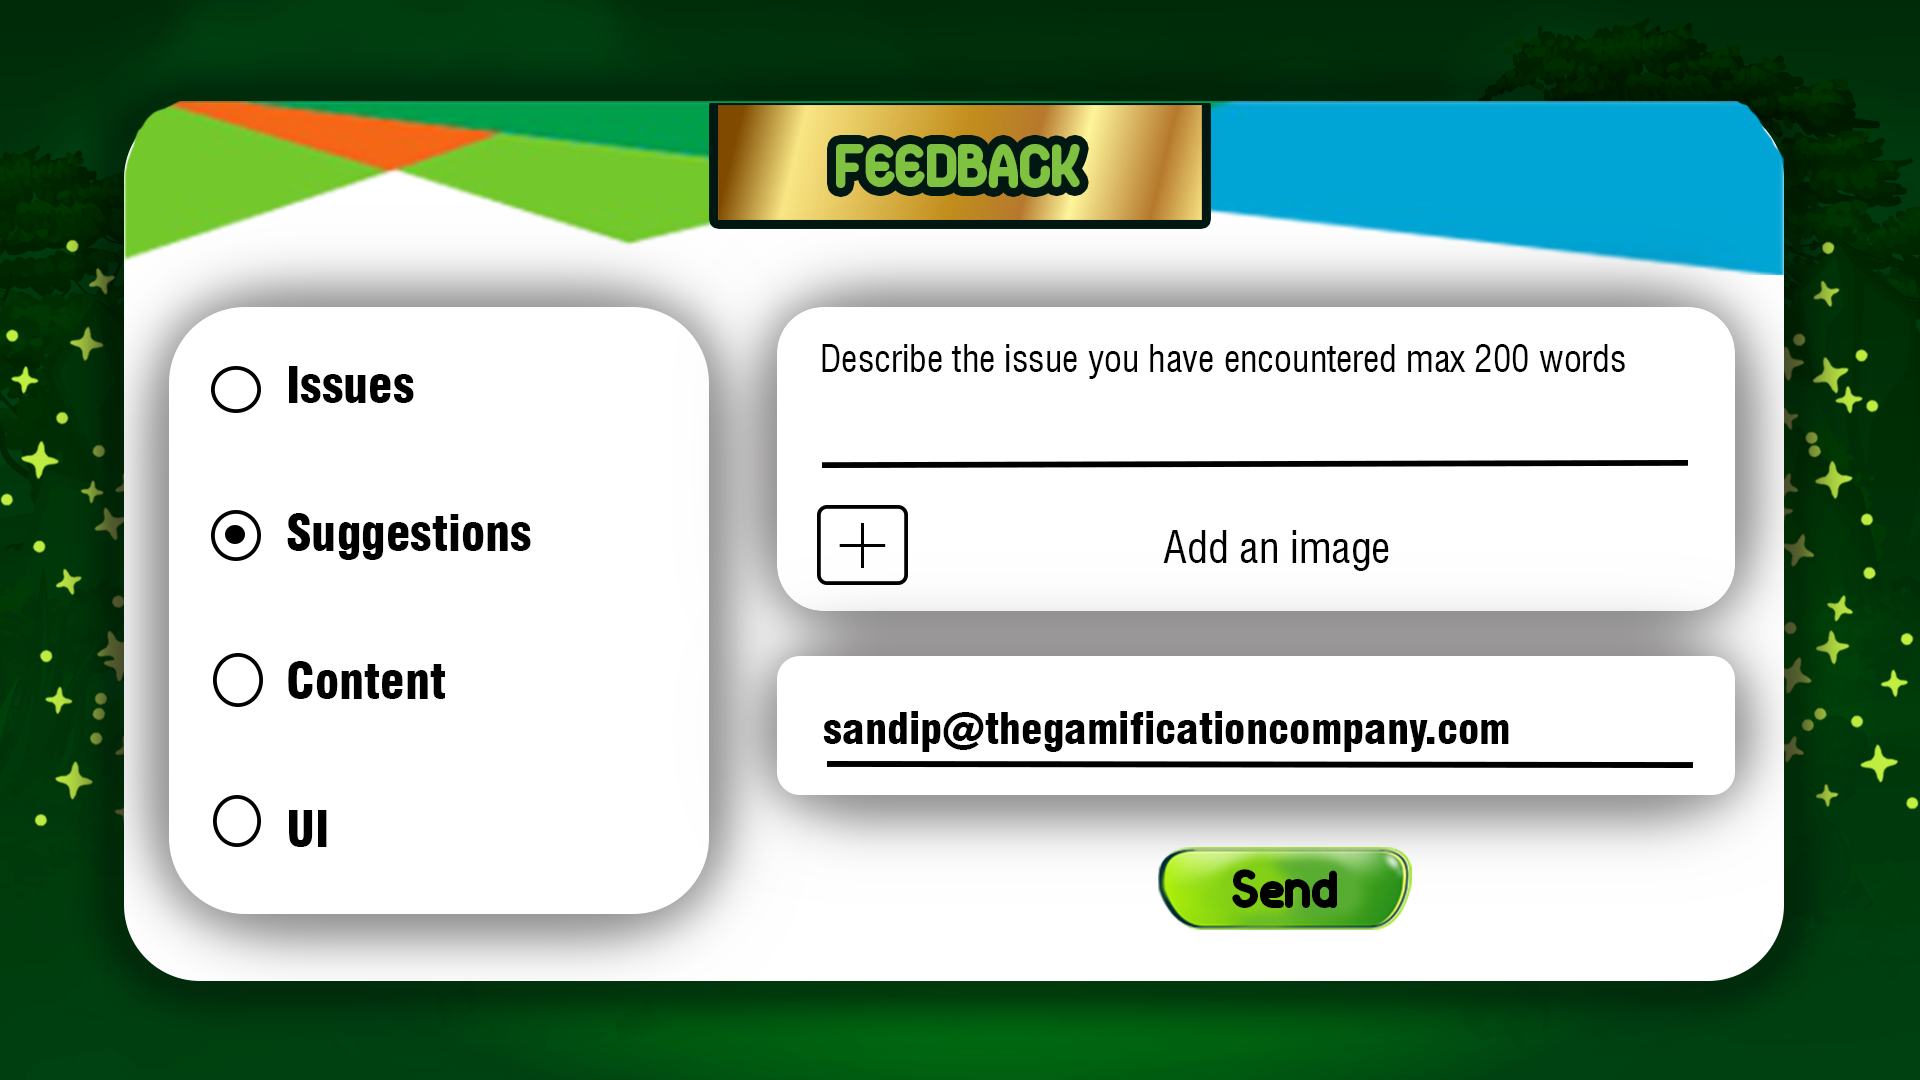 FEEDBACK
Issues
Suggestions
Content
UI
Describe the issue you have encountered max 200 words
Add an image
sandip@thegamificationcompany.com
Send